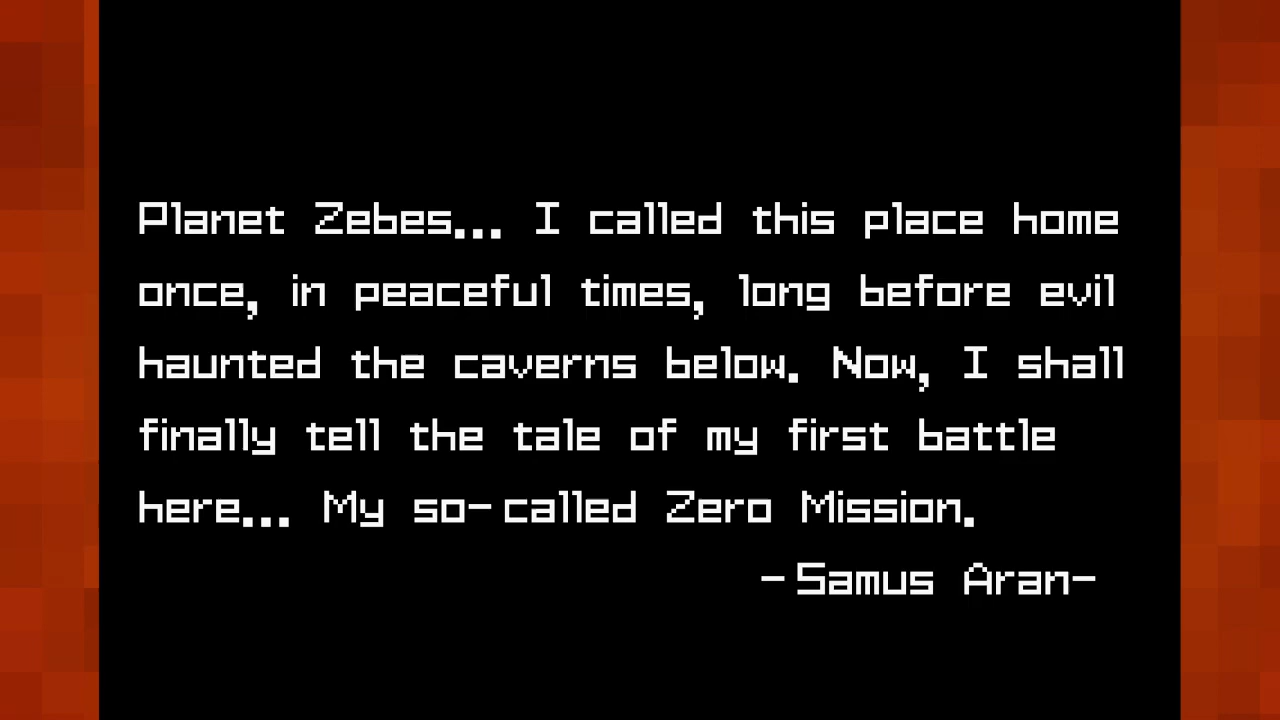 Planet Zebes... I called this place home
once, in peaceful times, long before evil
haunted the caverns below. Now, I shall
finally tell the tale of my first battle
here... My so-called Zero Mission.
-Samus Aran-